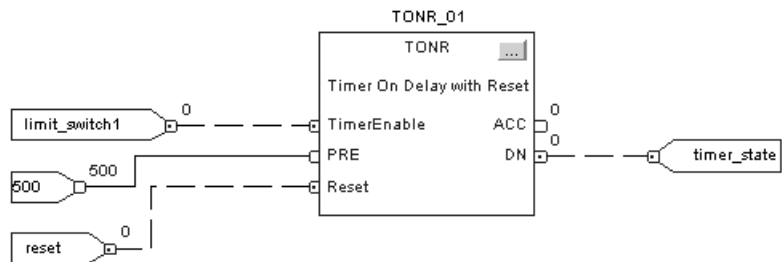 TONR_01
TONR
...
Timer On Delay with Reset
0
0
limit_switch1
TimerEnable
ACC
0
500
500
PRE
DN
timer_state
Reset
0
reset